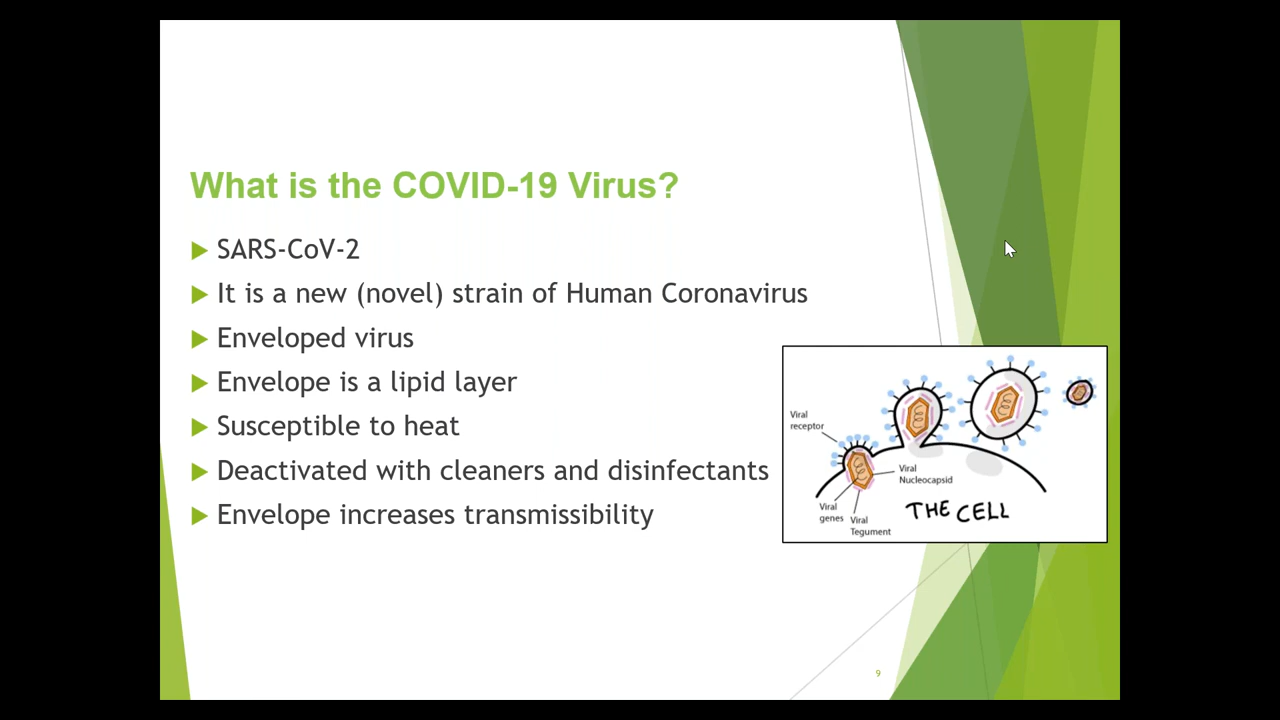 What is the COVID-19 Virus?
SARS-CoV-2
It is a new (novel) strain of Human Coronavirus
Enveloped virus
Envelope is a lipid layer
Susceptible to heat
Deactivated with cleaners and disinfectants
Envelope increases transmissibility
Viral
receptor
Viral
Nucleocapsid
Viral
genes
Viral
Tegument
THE CELL
9